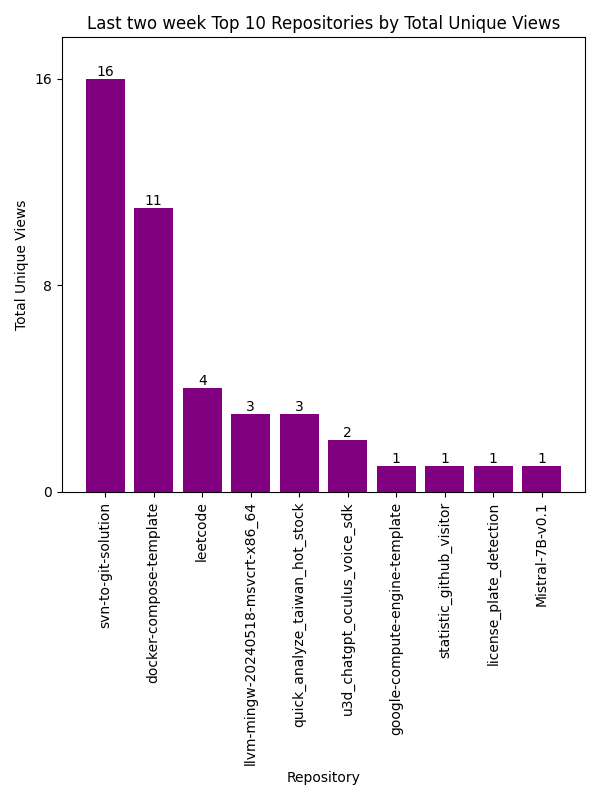 Last two week Top 10 Repositories by Total Unique Views
Total Unique Views
16
8
0
16
11
4
3
3
2
1
1
1
1
svn-to-git-solution
docker-compose-template
leetcode
llvm-mingw-20240518-msvcrt-x86_64
quick_analyze_taiwan_hot_stock
u3d_chatgpt_oculus_voice_sdk
google-compute-engine-template
statistic_github_visitor
license_plate_detection
Mistral-7B-v0.1
Repository